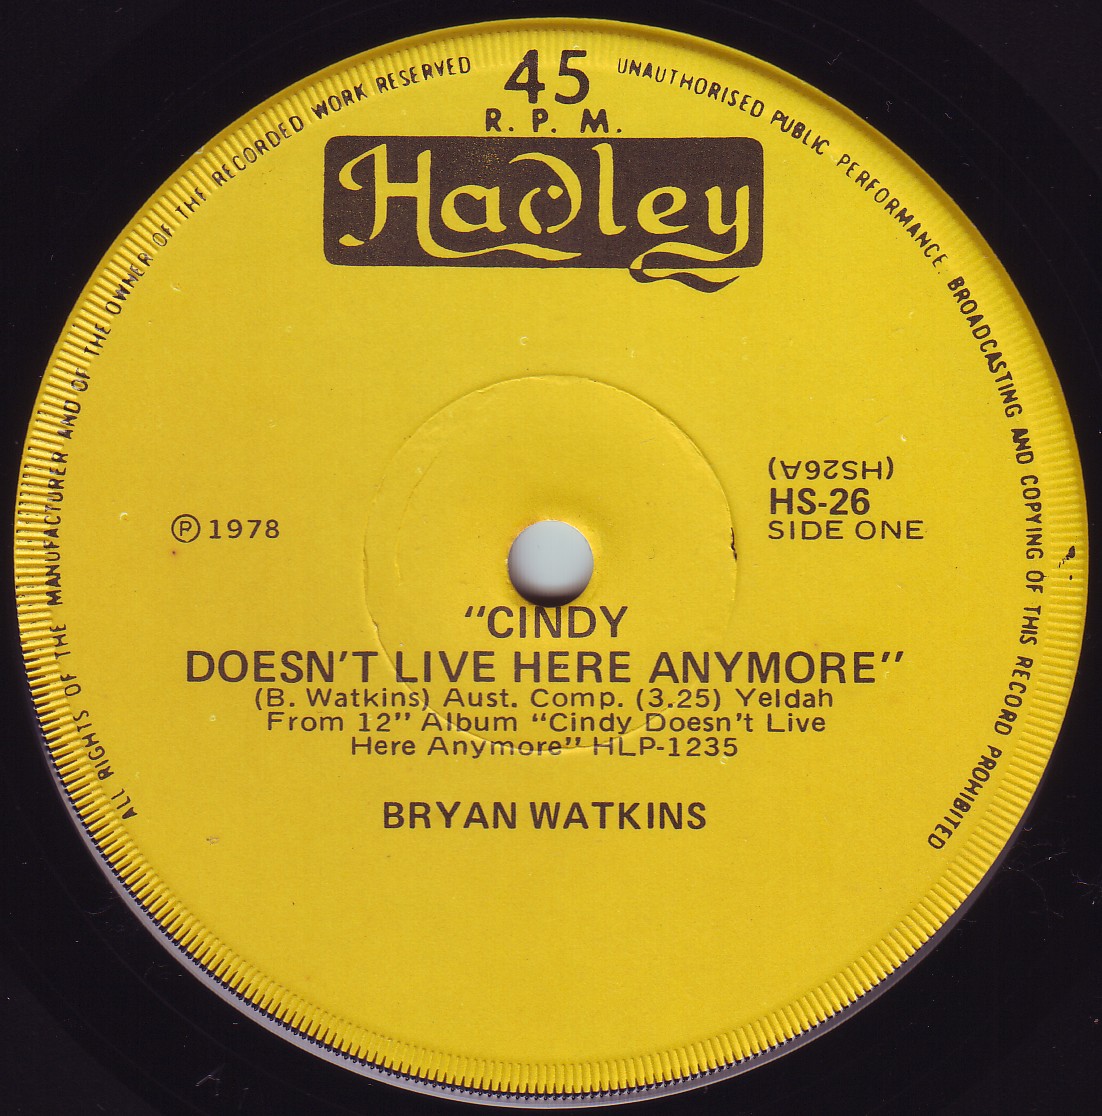 ALL RIGHTS OF THE MANUFACTURER AND OF THE OWNER OF THE RECORDED WORK RESERVED
UNAUTHORISED PUBLIC PERFORMANCE. BROADCASTING AND COPYING OF THIS RECORD PROHIBITED
45
R. P. M.
Hadley
(HS26A)
HS-26
SIDE ONE
Ⓟ 1978
"CINDY
DOESN'T LIVE HERE ANYMORE"
(B. Watkins) Aust. Comp. (3.25) Yeldah
From 12" Album "Cindy Doesn't Live
Here Anymore" HLP-1235
BRYAN WATKINS